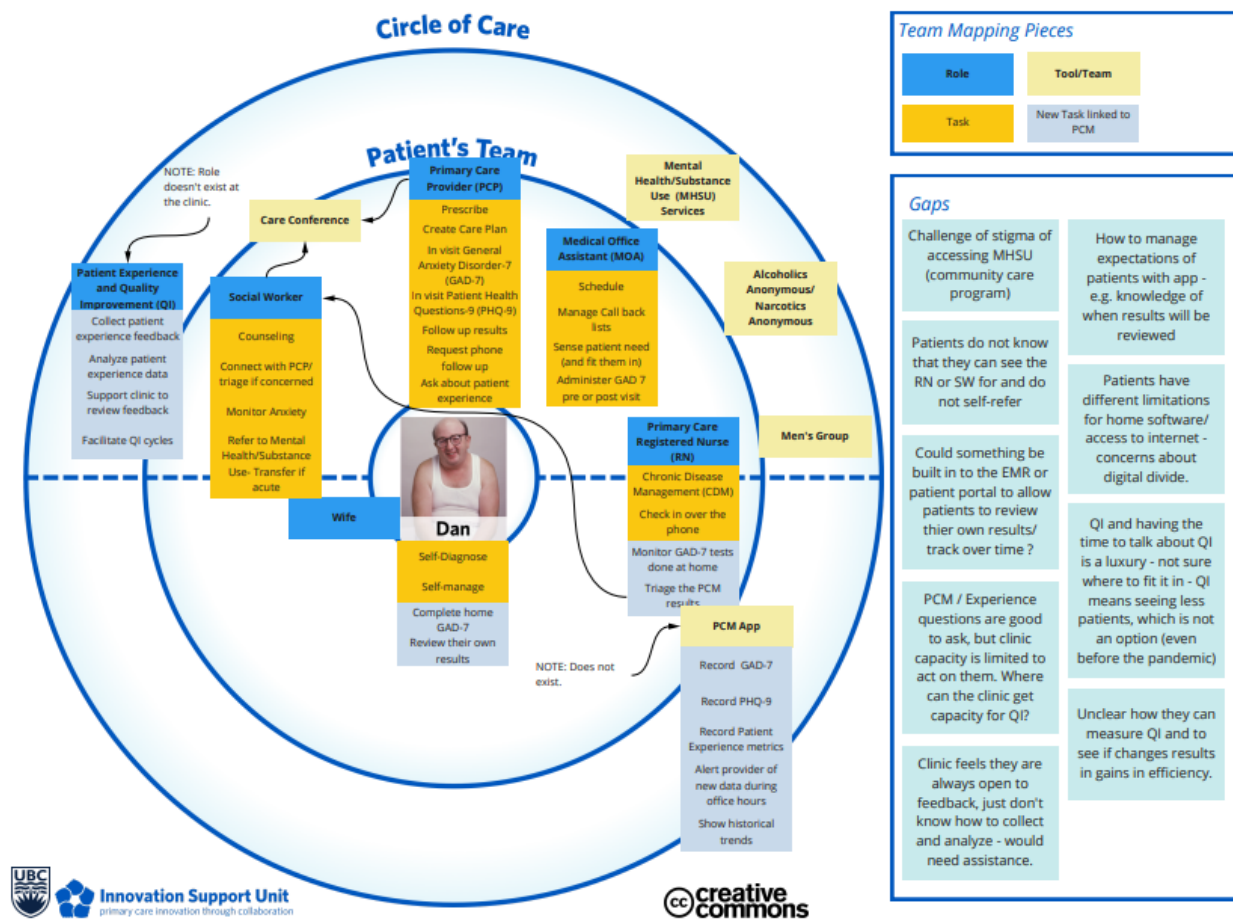 Circle of Care
Patient's Team
NOTE: Role
doesn't exist at
the clinic.
Care Conference
Primary Care
Provider (PCP)
Prescribe
Create Care Plan
In visit General
Anxiety Disorder-7
(GAD-7)
In visit Patient Health
Questions-9 (PHQ-9)
Follow up results
Request phone
follow up
Ask about patient
experience
Mental
Health/Substance
Use (MHSU)
Services
Medical Office
Assistant (MOA)
Schedule
Manage Call back
lists
Sense patient need
(and fit them in)
Administer GAD 7
pre or post visit
Alcoholics
Anonymous/
Narcotics
Anonymous
Patient Experience
and Quality
Improvement (QI)
Collect patient
experience feedback
Analyze patient
experience data
Support clinic to
review feedback
Facilitate QI cycles
Social Worker
Counseling
Connect with PCP/
triage if concerned
Monitor Anxiety
Refer to Mental
Health/Substance
Use- Transfer if
acute
Wife
Dan
Self-Diagnose
Self-manage
Complete home
GAD-7
Review their own
results
Primary Care
Registered Nurse
(RN)
Chronic Disease
Management (CDM)
Check in over the
phone
Monitor GAD-7 tests
done at home
Triage the PCM
results
Men's Group
NOTE: Does not
exist.
PCM App
Record GAD-7
Record PHQ-9
Record Patient
Experience metrics
Alert provider of
new data during
office hours
Show historical
trends
Team Mapping Pieces
Role
Tool/Team
Task
New Task linked to
PCM
Gaps
Challenge of stigma of
accessing MHSU
(community care
program)
Patients do not know
that they can see the
RN or SW for and do
not self-refer
Could something be
built in to the EMR or
patient portal to allow
patients to review
thier own results/
track over time ?
PCM / Experience
questions are good
to ask, but clinic
capacity is limited to
act on them. Where
can the clinic get
capacity for QI?
Clinic feels they are
always open to
feedback, just don't
know how to collect
and analyze - would
need assistance.
How to manage
expectations of
patients with app -
e.g. knowledge of
when results will be
reviewed
Patients have
different limitations
for home software/
access to internet -
concerns about
digital divide.
QI and having the
time to talk about QI
is a luxury - not sure
where to fit it in - QI
means seeing less
patients, which is not
an option (even
before the pandemic)
Unclear how they can
measure QI and to
see if changes results
in gains in efficiency.
UBC
Innovation Support Unit
primary care innovation through collaboration
cc creative
commons